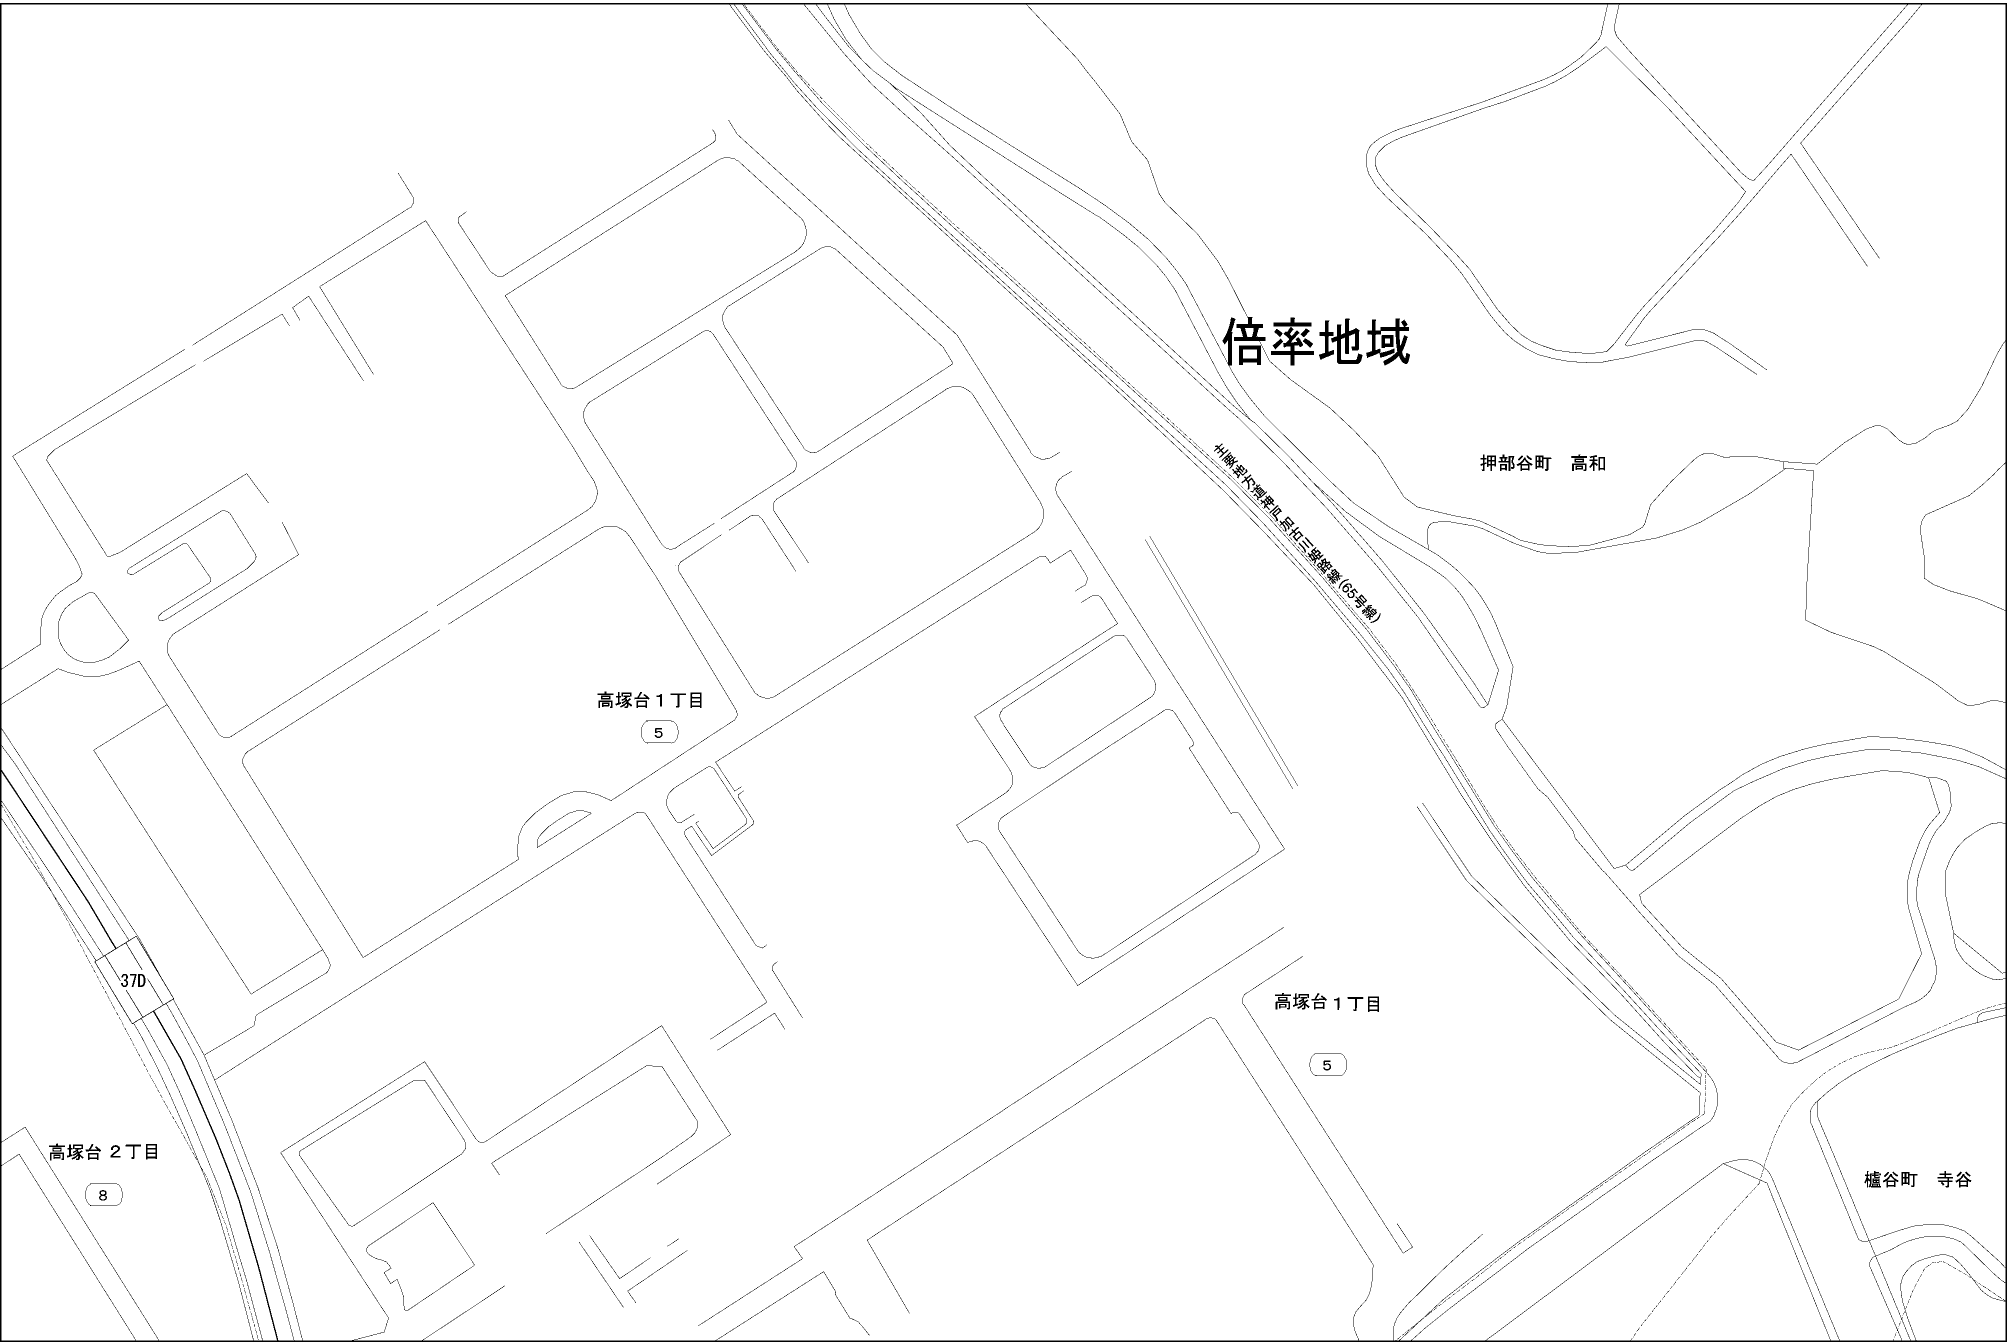 倍率地域
押部谷町　高和
主要地方道神戸加古川姫路線(65号線)
高塚台１丁目
5
37D
高塚台１丁目
5
高塚台２丁目
8
櫨谷町　寺谷